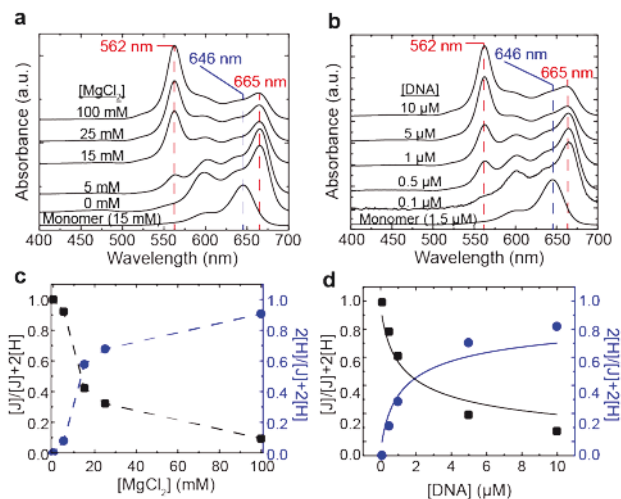 a
562 nm
646 nm
665 nm
[MgCl2]
100 mM
25 mM
15 mM
5 mM
0 mM
Monomer (15 mM)
Absorbance (a.u.)
400 450 500 550 600 650 700
Wavelength (nm)
b
562 nm
646 nm
665 nm
[DNA]
10 µM
5 µM
1 µM
0.5 µM
0.1 µM
Monomer (1.5 µM)
Absorbance (a.u.)
400 450 500 550 600 650 700
Wavelength (nm)
c
1.0
0.8
0.6
0.4
0.2
0.0
[J]/[J]+2[H]
1.0
0.8
0.6
0.4
0.2
0.0
2[H]/[J]+2[H]
0 20 40 60 80 100
[MgCl2] (mM)
d
1.0
0.8
0.6
0.4
0.2
0.0
[J]/[J]+2[H]
1.0
0.8
0.6
0.4
0.2
0.0
2[H]/[J]+2[H]
0 2 4 6 8 10
[DNA] (µM)